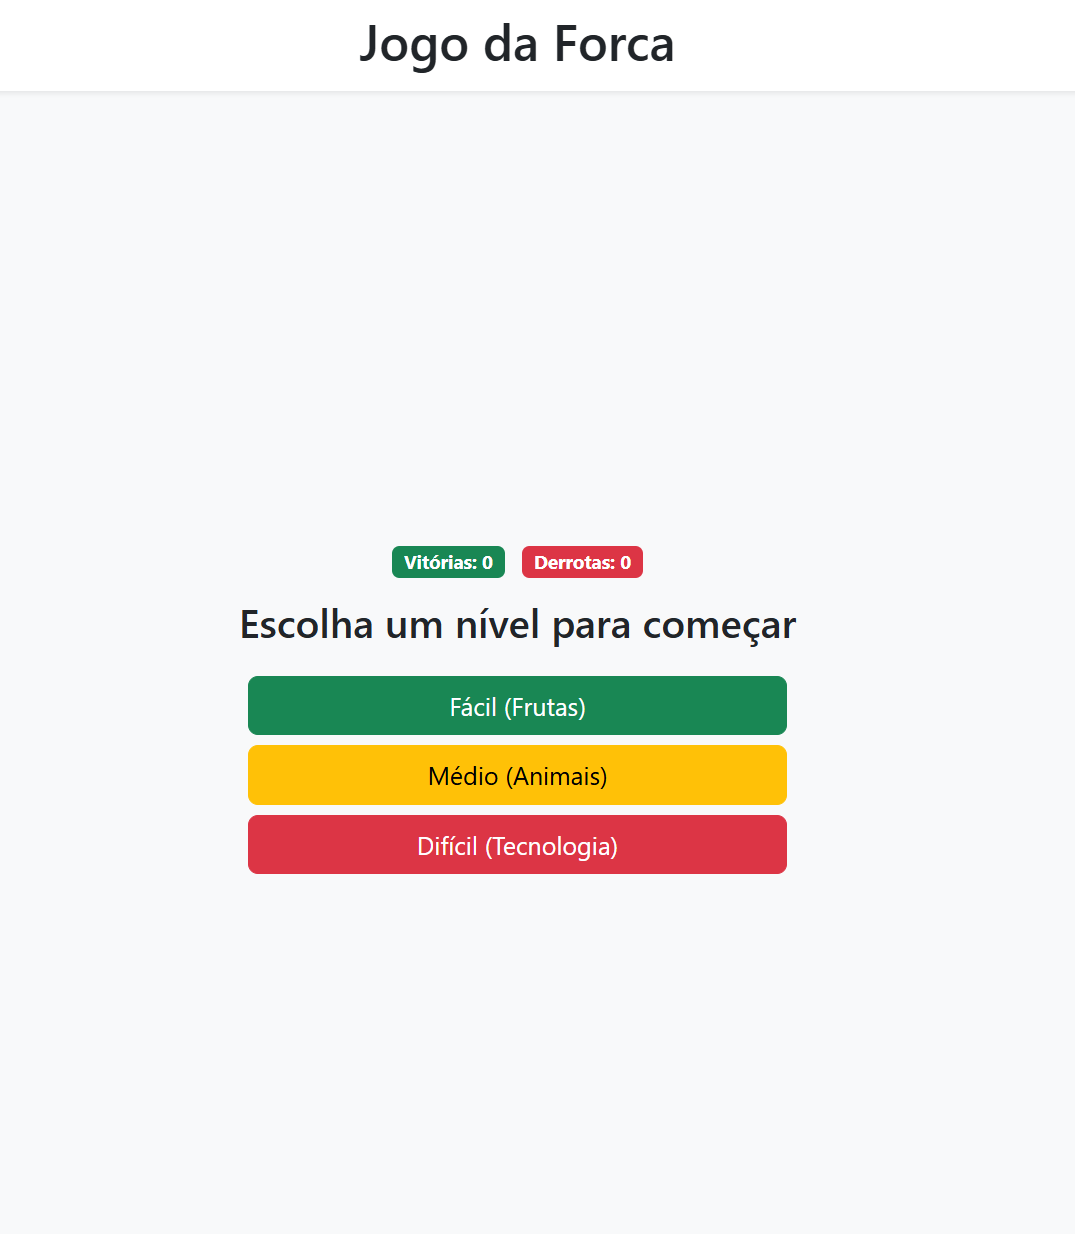 Jogo da Forca
Vitórias: 0 Derrotas: 0
Escolha um nível para começar
Fácil (Frutas)
Médio (Animais)
Difícil (Tecnologia)